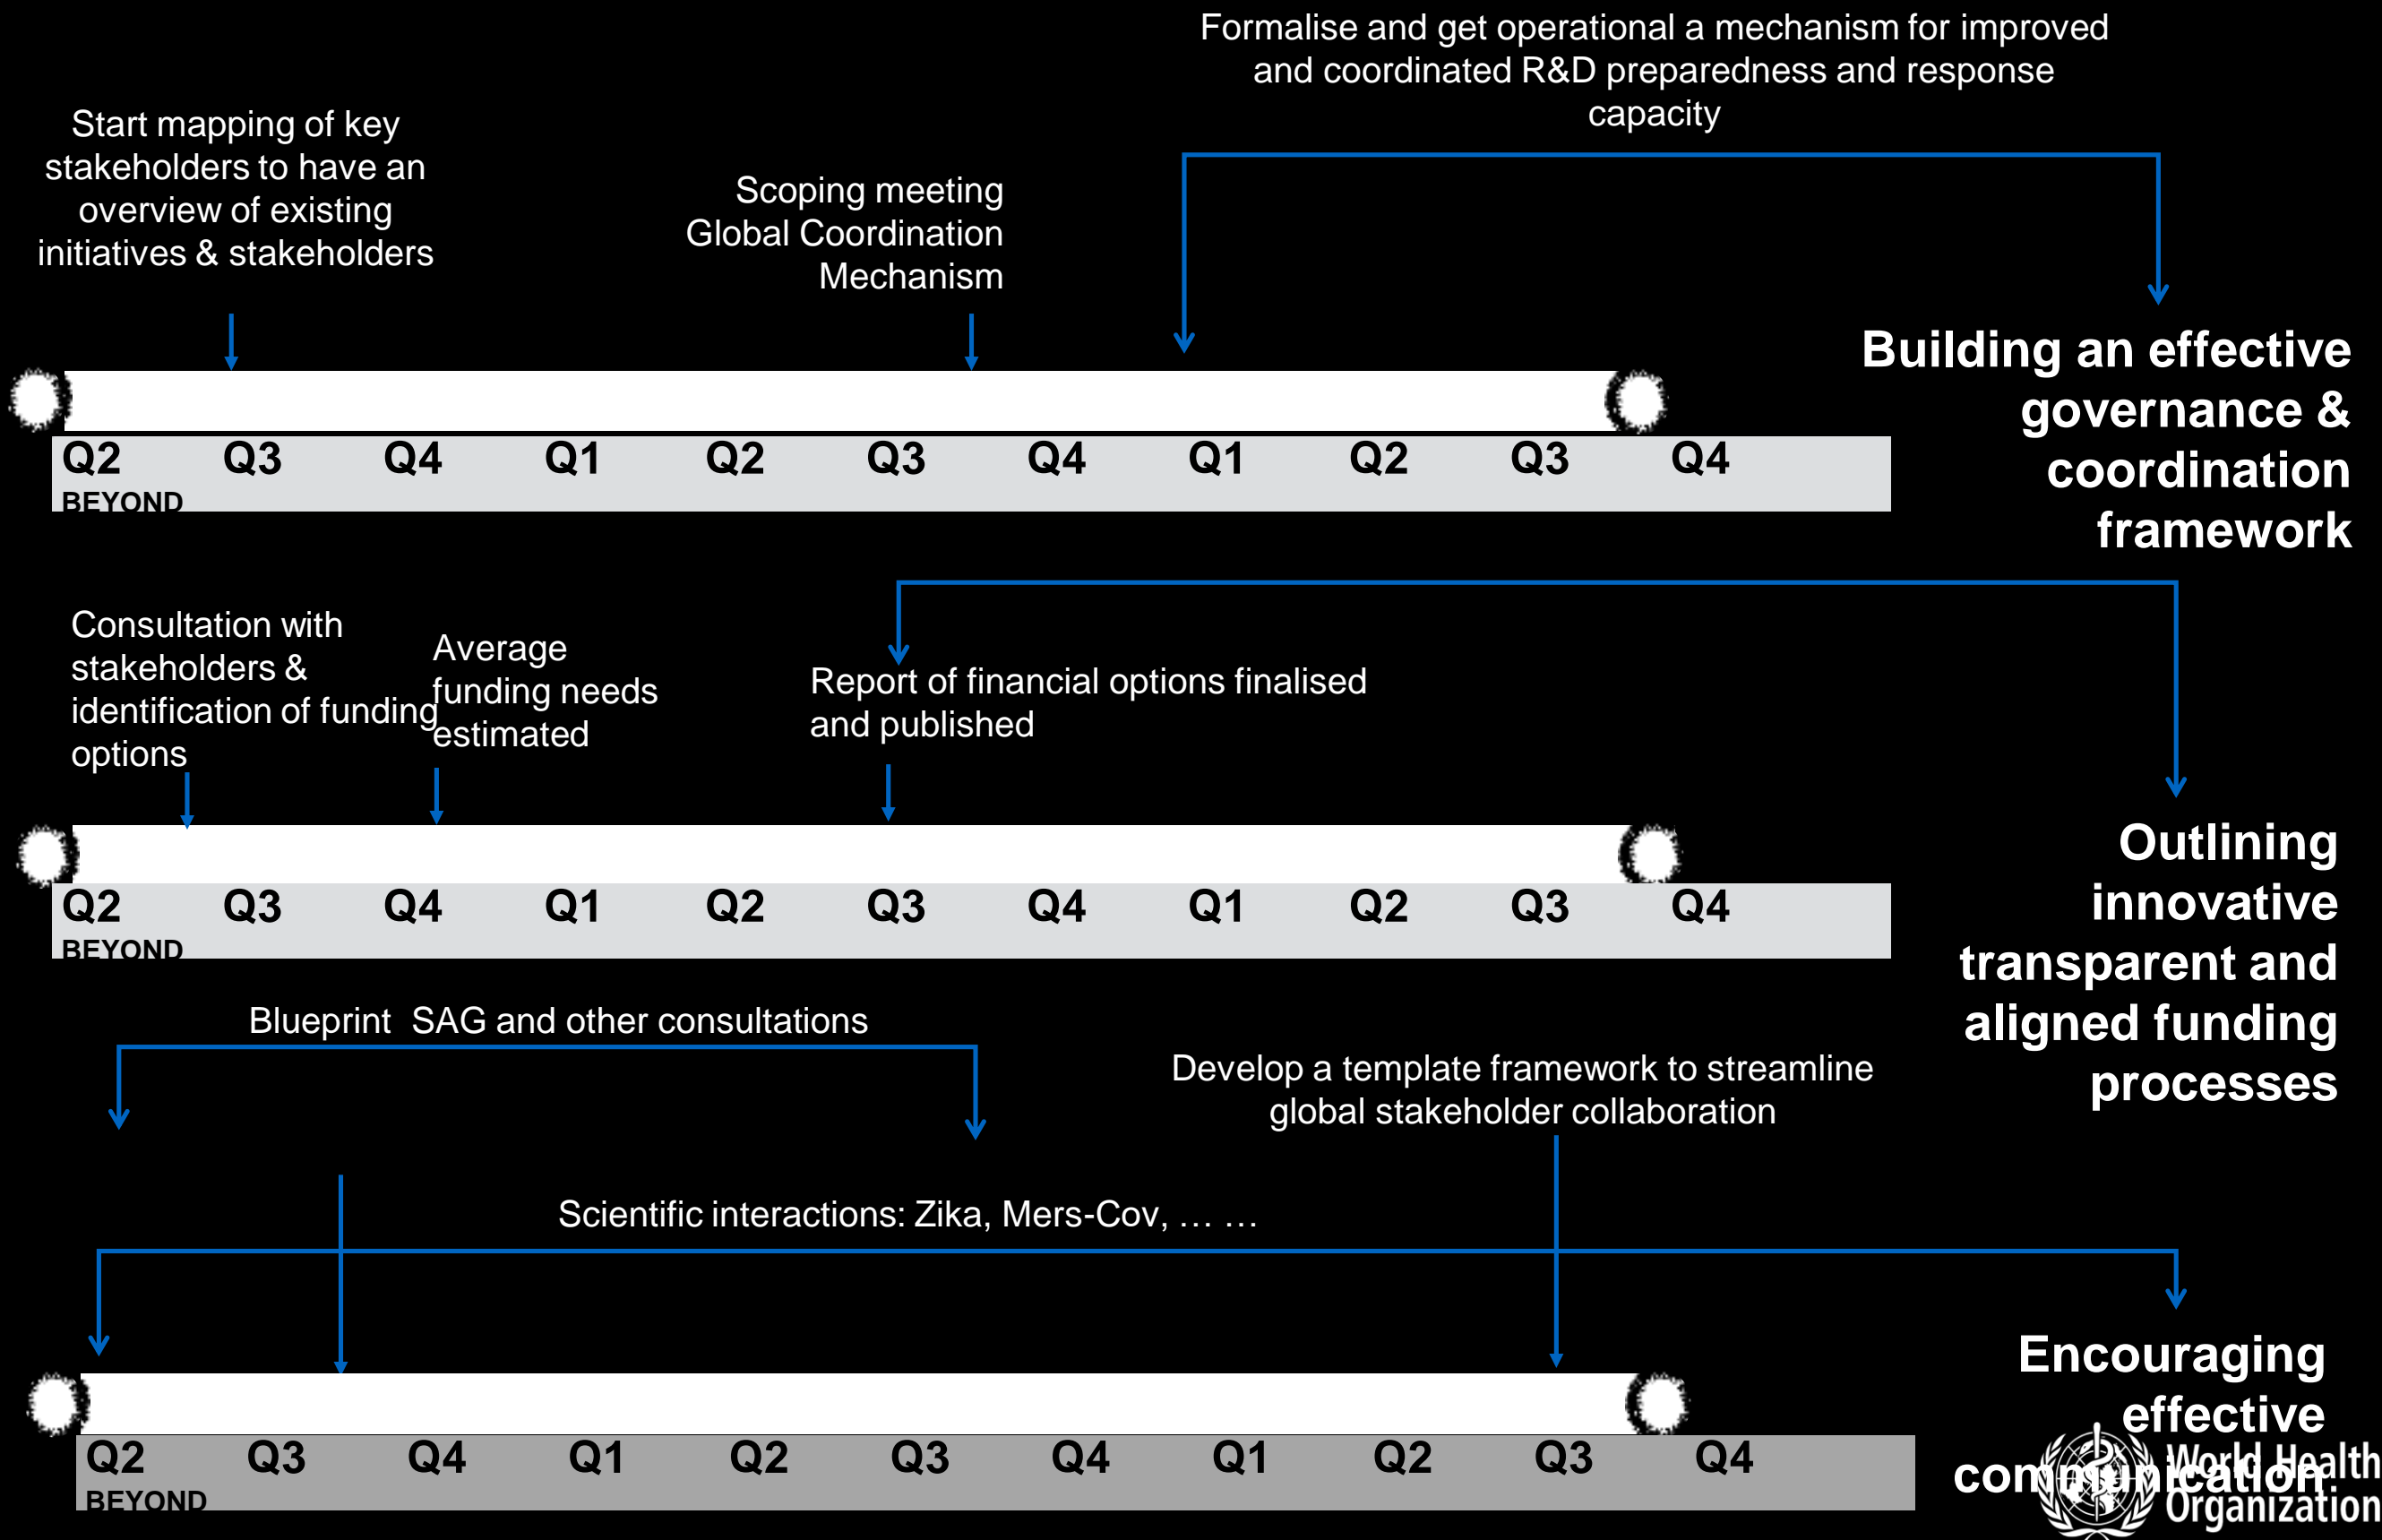 Formalise and get operational a mechanism for improved
and coordinated R&D preparedness and response
capacity
Start mapping of key
stakeholders to have an
overview of existing
initiatives & stakeholders
Scoping meeting
Global Coordination
Mechanism
Building an effective
governance &
coordination
framework
Q2 Q3 Q4 Q1 Q2 Q3 Q4 Q1 Q2 Q3 Q4
BEYOND
Consultation with
stakeholders &
identification of funding
options
Average
funding needs
estimated
Report of financial options finalised
and published
Outlining
innovative
transparent and
aligned funding
processes
Q2 Q3 Q4 Q1 Q2 Q3 Q4 Q1 Q2 Q3 Q4
BEYOND
Blueprint SAG and other consultations
Develop a template framework to streamline
global stakeholder collaboration
Scientific interactions: Zika, Mers-Cov, … …
Encouraging
effective
communication
Q2 Q3 Q4 Q1 Q2 Q3 Q4 Q1 Q2 Q3 Q4
BEYOND
World Health
Organization